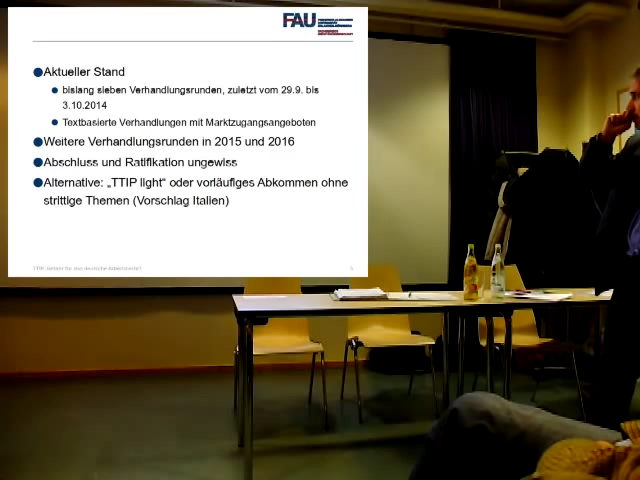 FAU
Aktueller Stand
bislang sieben Verhandlungsrunden, zuletzt vom 29.9. bis
3.10.2014
Textbasierte Verhandlungen mit Marktzugangsangeboten
Weitere Verhandlungsrunden in 2015 und 2016
Abschluss und Ratifikation ungewiss
Alternative: „TTIP light“ oder vorläufiges Abkommen ohne
strittige Themen (Vorschlag Italien)